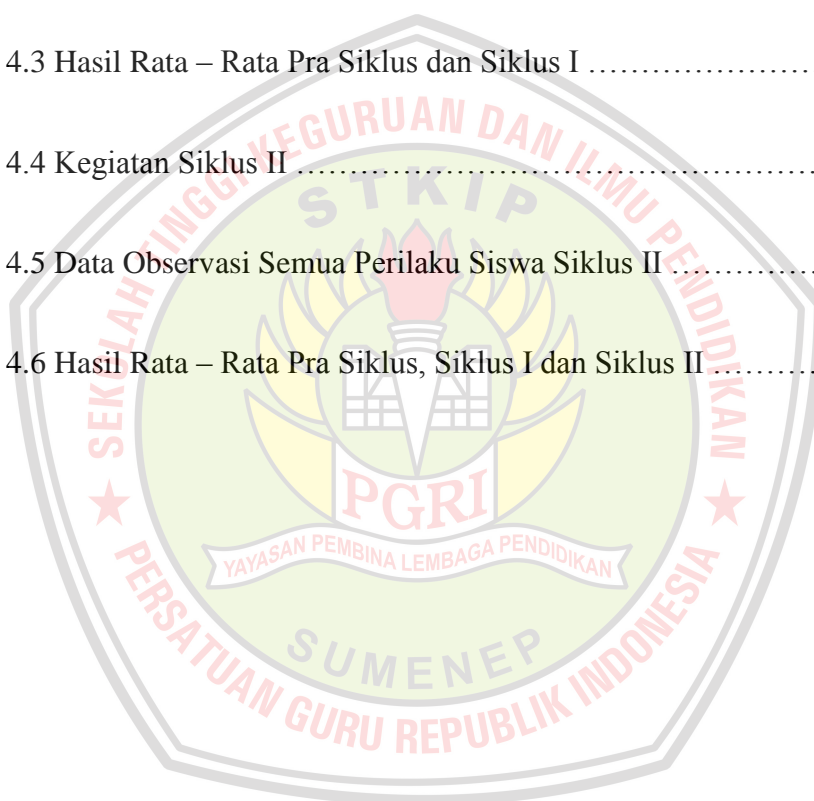 4.3 Hasil Rata – Rata Pra Siklus dan Siklus I …………………
4.4 Kegiatan Siklus II …………………………………………
4.5 Data Observasi Semua Perilaku Siswa Siklus II ……………
4.6 Hasil Rata – Rata Pra Siklus, Siklus I dan Siklus II ………
SEKOLAH TINGGI KEGURUAN DAN ILMU PENDIDIKAN
STKIP
PGRI
YAYASAN PEMBINA LEMBAGA PENDIDIKAN
SUMENEP
★ PERSATUAN GURU REPUBLIK INDONESIA ★